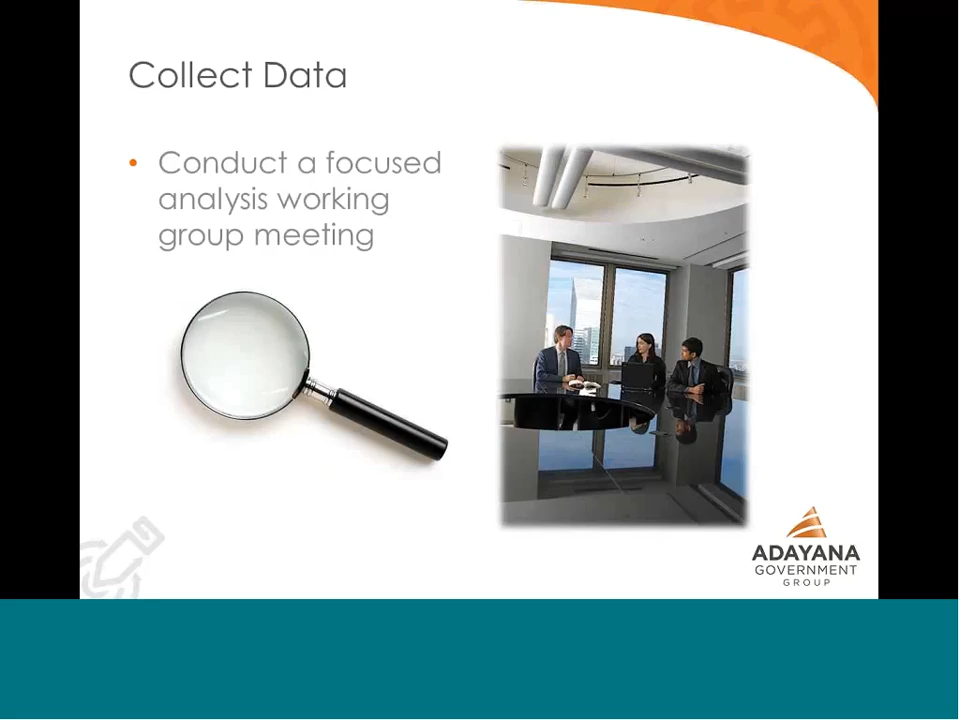 Collect Data
• Conduct a focused
analysis working
group meeting
ADAYANA
GOVERNMENT
GROUP